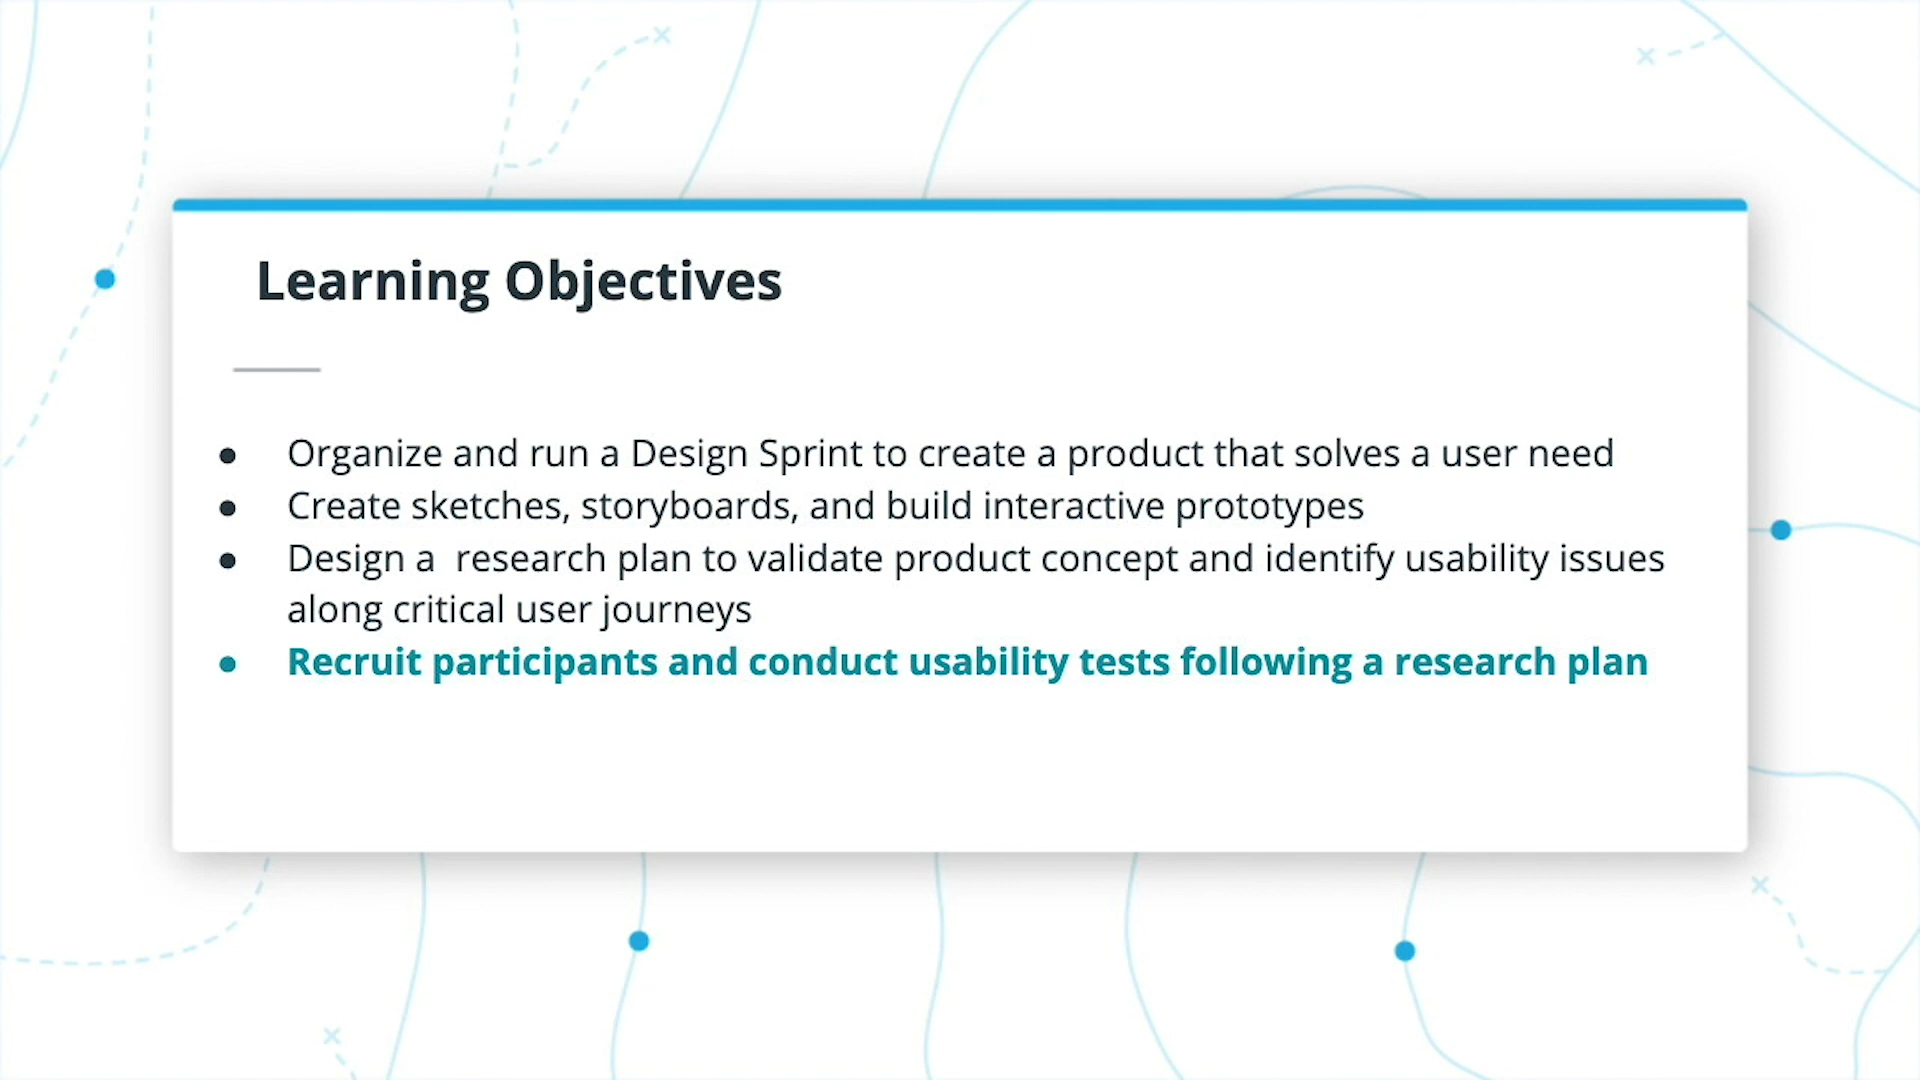 Learning Objectives
● Organize and run a Design Sprint to create a product that solves a user need
● Create sketches, storyboards, and build interactive prototypes
● Design a  research plan to validate product concept and identify usability issues
along critical user journeys
● Recruit participants and conduct usability tests following a research plan